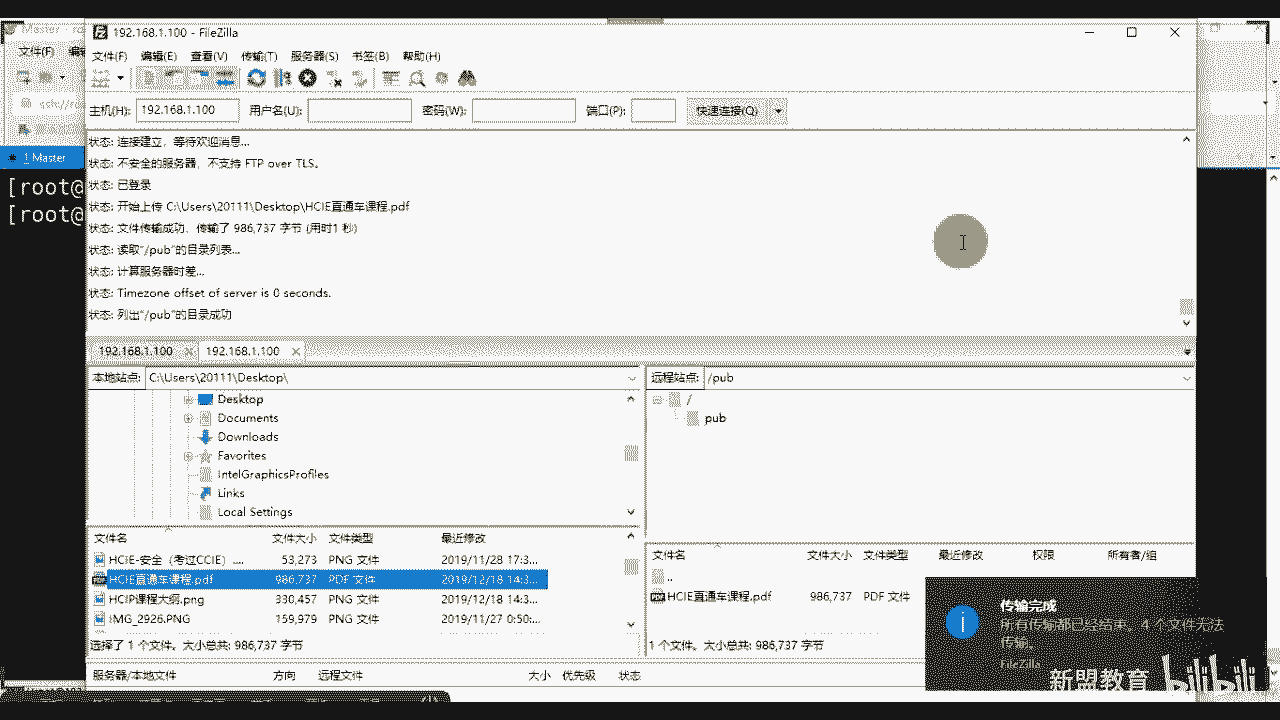 192.168.1.100 - FileZilla
文件(F) 编辑(E) 查看(V) 传输(T) 服务器(S) 书签(B) 帮助(H)
主机(H): 192.168.1.100 用户名(U): 密码(W): 端口(P): 快速连接(Q)
状态: 连接建立，等待欢迎消息...
状态: 不安全的服务器，不支持 FTP over TLS。
1 Master
状态: 已登录
[root@
状态: 开始上传 C:\Users\20111\Desktop\HCIE直通车课程.pdf
[root@
状态: 文件传输成功，传输了 986,737 字节 (用时1 秒)
状态: 读取“/pub”的目录列表...
状态: 计算服务器时差...
状态: Timezone offset of server is 0 seconds.
状态: 列出“/pub”的目录成功
192.168.1.100 192.168.1.100
本地站点: C:\Users\20111\Desktop\
Desktop
Documents
Downloads
Favorites
IntelGraphicsProfiles
Links
Local Settings
远程站点: /pub
/
pub
文件名 文件大小 文件类型 最近修改
HCIE-安全（考过CCIE） .... 53,273 PNG 文件 2019/11/28 17:3...
HCIE直通车课程.pdf 986,737 PDF 文件 2019/12/18 14:3...
HCIP课程大纲.png 330,457 PNG 文件 2019/12/18 14:3...
IMG_2926.PNG 159,979 PNG 文件 2019/11/27 0:50:...
选择了 1 个文件。大小总共: 986,737 字节
文件名 文件大小 文件类型 最近修改 权限 所有者/组
..
HCIE直通车课程.pdf 986,737 PDF 文件
1 个文件。大小总共: 986,737 字节
服务器/本地文件 方向 远程文件 大小 优先级 状态
传输完成
所有传输都已经结束。4 个文件无法
传输。
新盟教育 bilibili